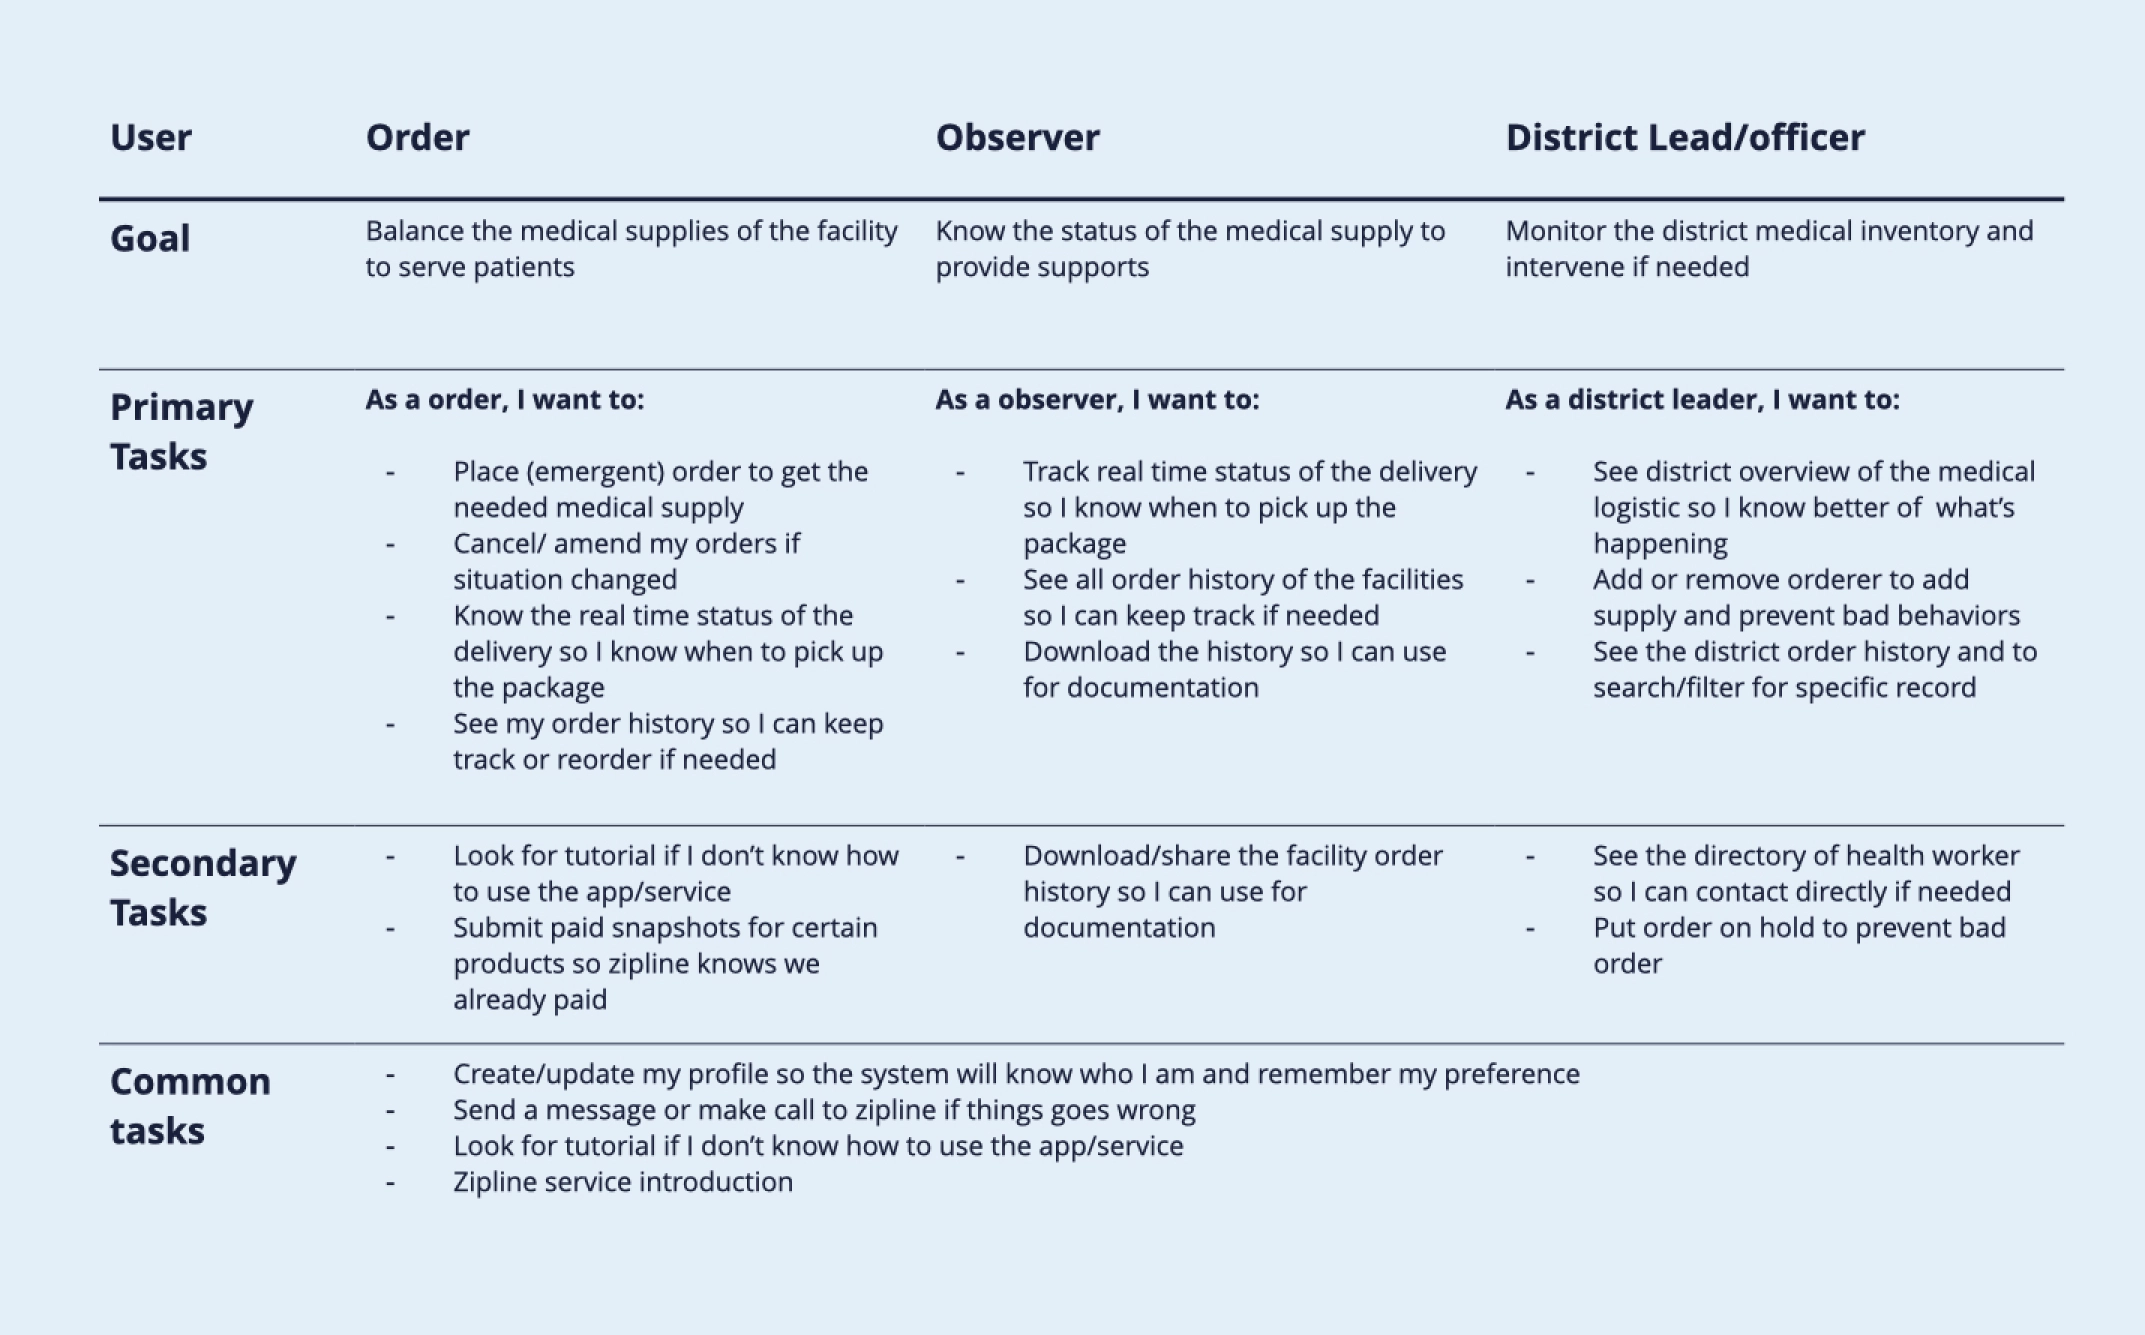 User
Order
Observer
District Lead/officer
Goal
Balance the medical supplies of the facility
to serve patients
Know the status of the medical supply to
provide supports
Monitor the district medical inventory and
intervene if needed
Primary
Tasks
As a order, I want to:
- Place (emergent) order to get the
needed medical supply
- Cancel/ amend my orders if
situation changed
- Know the real time status of the
delivery so I know when to pick up
the package
- See my order history so I can keep
track or reorder if needed
As a observer, I want to:
- Track real time status of the delivery
so I know when to pick up the
package
- See all order history of the facilities
so I can keep track if needed
- Download the history so I can use
for documentation
As a district leader, I want to:
- See district overview of the medical
logistic so I know better of  what’s
happening
- Add or remove orderer to add
supply and prevent bad behaviors
- See the district order history and to
search/filter for specific record
Secondary
Tasks
- Look for tutorial if I don’t know how
to use the app/service
- Submit paid snapshots for certain
products so zipline knows we
already paid
- Download/share the facility order
history so I can use for
documentation
- See the directory of health worker
so I can contact directly if needed
- Put order on hold to prevent bad
order
Common
tasks
- Create/update my profile so the system will know who I am and remember my preference
- Send a message or make call to zipline if things goes wrong
- Look for tutorial if I don’t know how to use the app/service
- Zipline service introduction